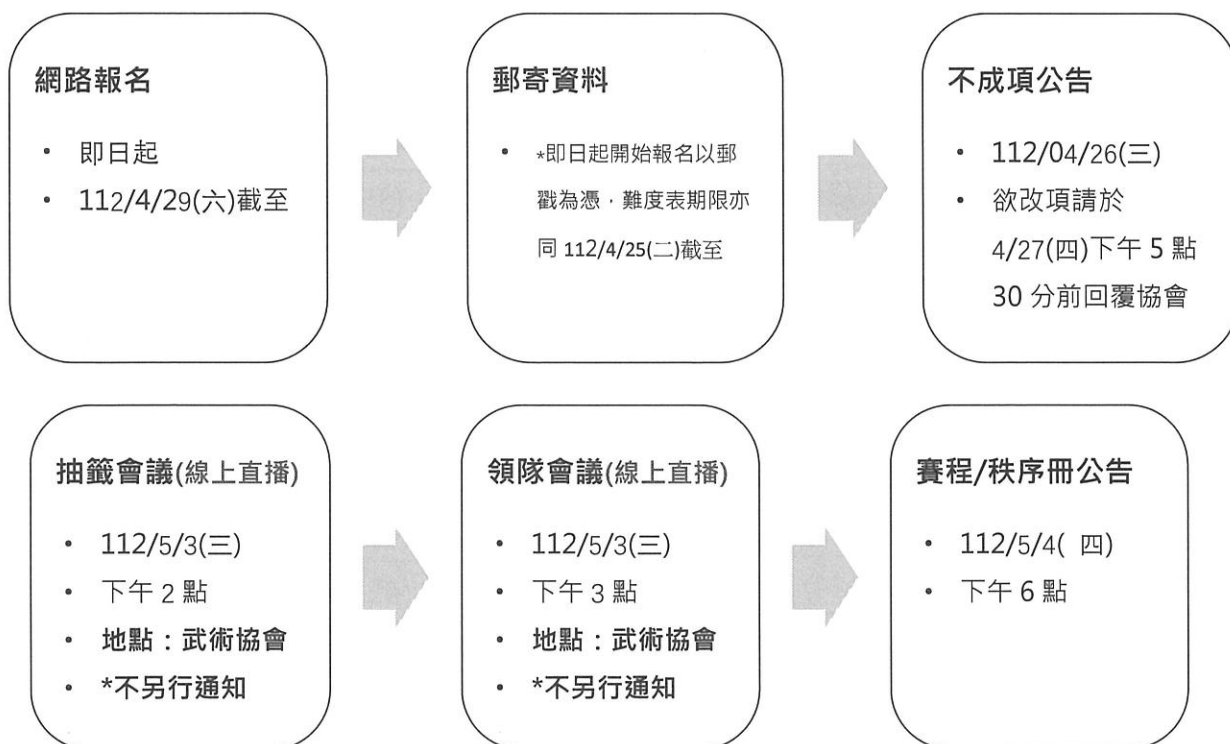 網路報名
• 即日起
• 112/4/29(六)截至
郵寄資料
• *即日起開始報名以郵
戳為憑，難度表期限亦
同 112/4/25(二)截至
不成項公告
• 112/04/26(三)
• 欲改項請於
4/27(四)下午 5 點
30 分前回覆協會
抽籤會議(線上直播)
• 112/5/3(三)
• 下午 2 點
• 地點：武術協會
• *不另行通知
領隊會議(線上直播)
• 112/5/3(三)
• 下午 3 點
• 地點：武術協會
• *不另行通知
賽程/秩序冊公告
• 112/5/4( 四)
• 下午 6 點